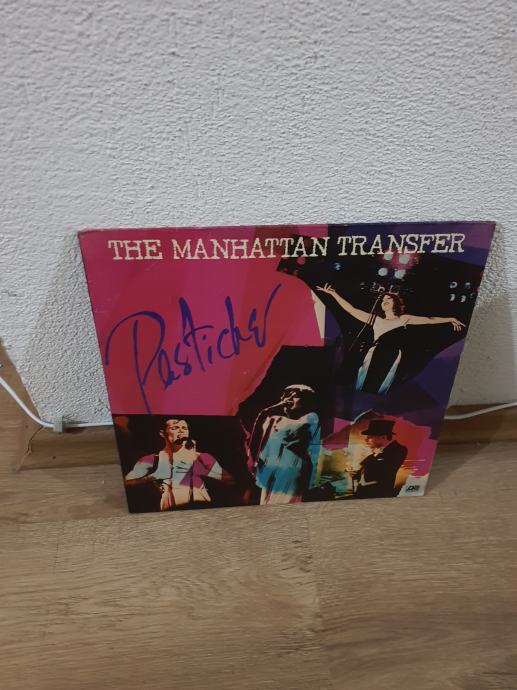 THE MANHATTAN TRANSFER
Pastiche